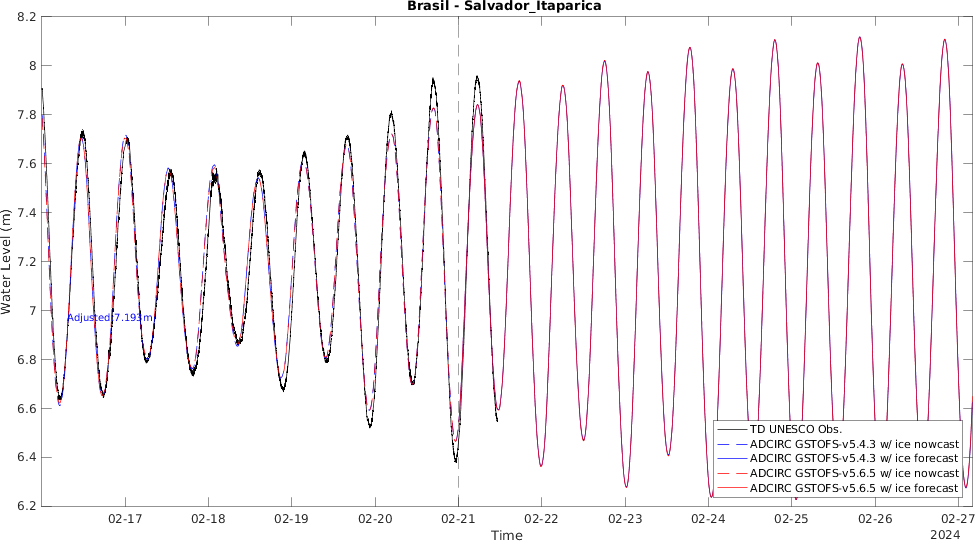 Brasil - Salvador_Itaparica
8.2
8
7.8
7.6
7.4
7.2
7
6.8
6.6
6.4
6.2
Water Level (m)
Adjusted 7.193m
TD UNESCO Obs.
ADCIRC GSTOFS-v5.4.3 w/ ice nowcast
ADCIRC GSTOFS-v5.4.3 w/ ice forecast
ADCIRC GSTOFS-v5.6.5 w/ ice nowcast
ADCIRC GSTOFS-v5.6.5 w/ ice forecast
02-17 02-18 02-19 02-20 02-21 02-22 02-23 02-24 02-25 02-26 02-27
Time
2024